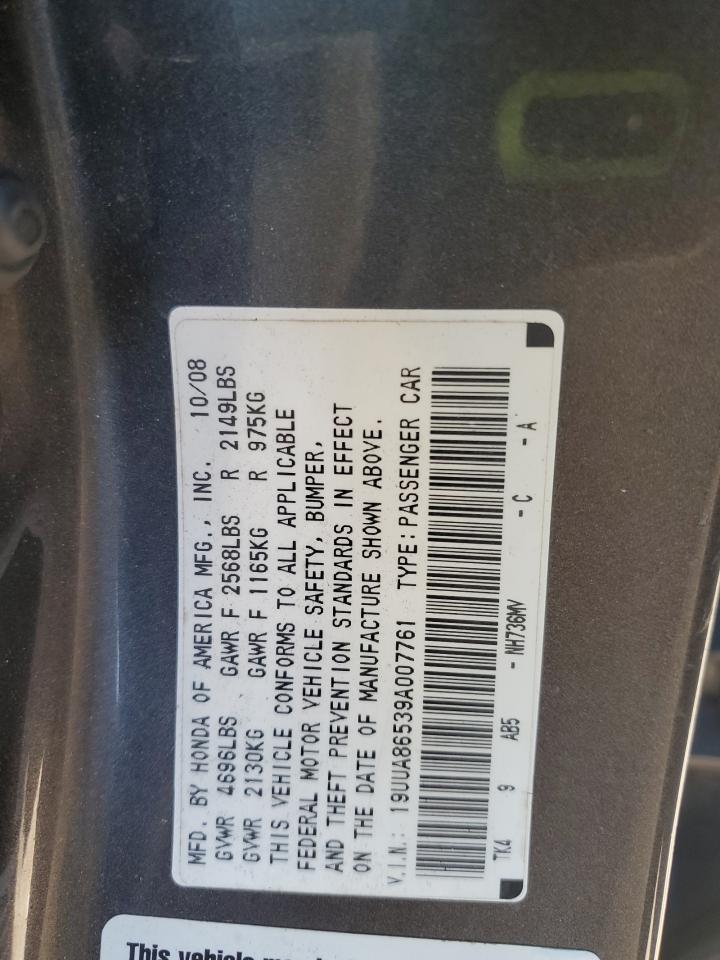 MFD. BY HONDA OF AMERICA MFG., INC. 10/08
GVWR 4696LBS GAWR F 2568LBS R 2149LBS
GVWR 2130KG GAWR F 1165KG R 975KG
THIS VEHICLE CONFORMS TO ALL APPLICABLE
FEDERAL MOTOR VEHICLE SAFETY, BUMPER,
AND THEFT PREVENTION STANDARDS IN EFFECT
ON THE DATE OF MANUFACTURE SHOWN ABOVE.
V.I.N.: 19UUA86539A007761 TYPE:PASSENGER CAR
TK4 9 AB5 - NH736MV - C - A
This vehicle